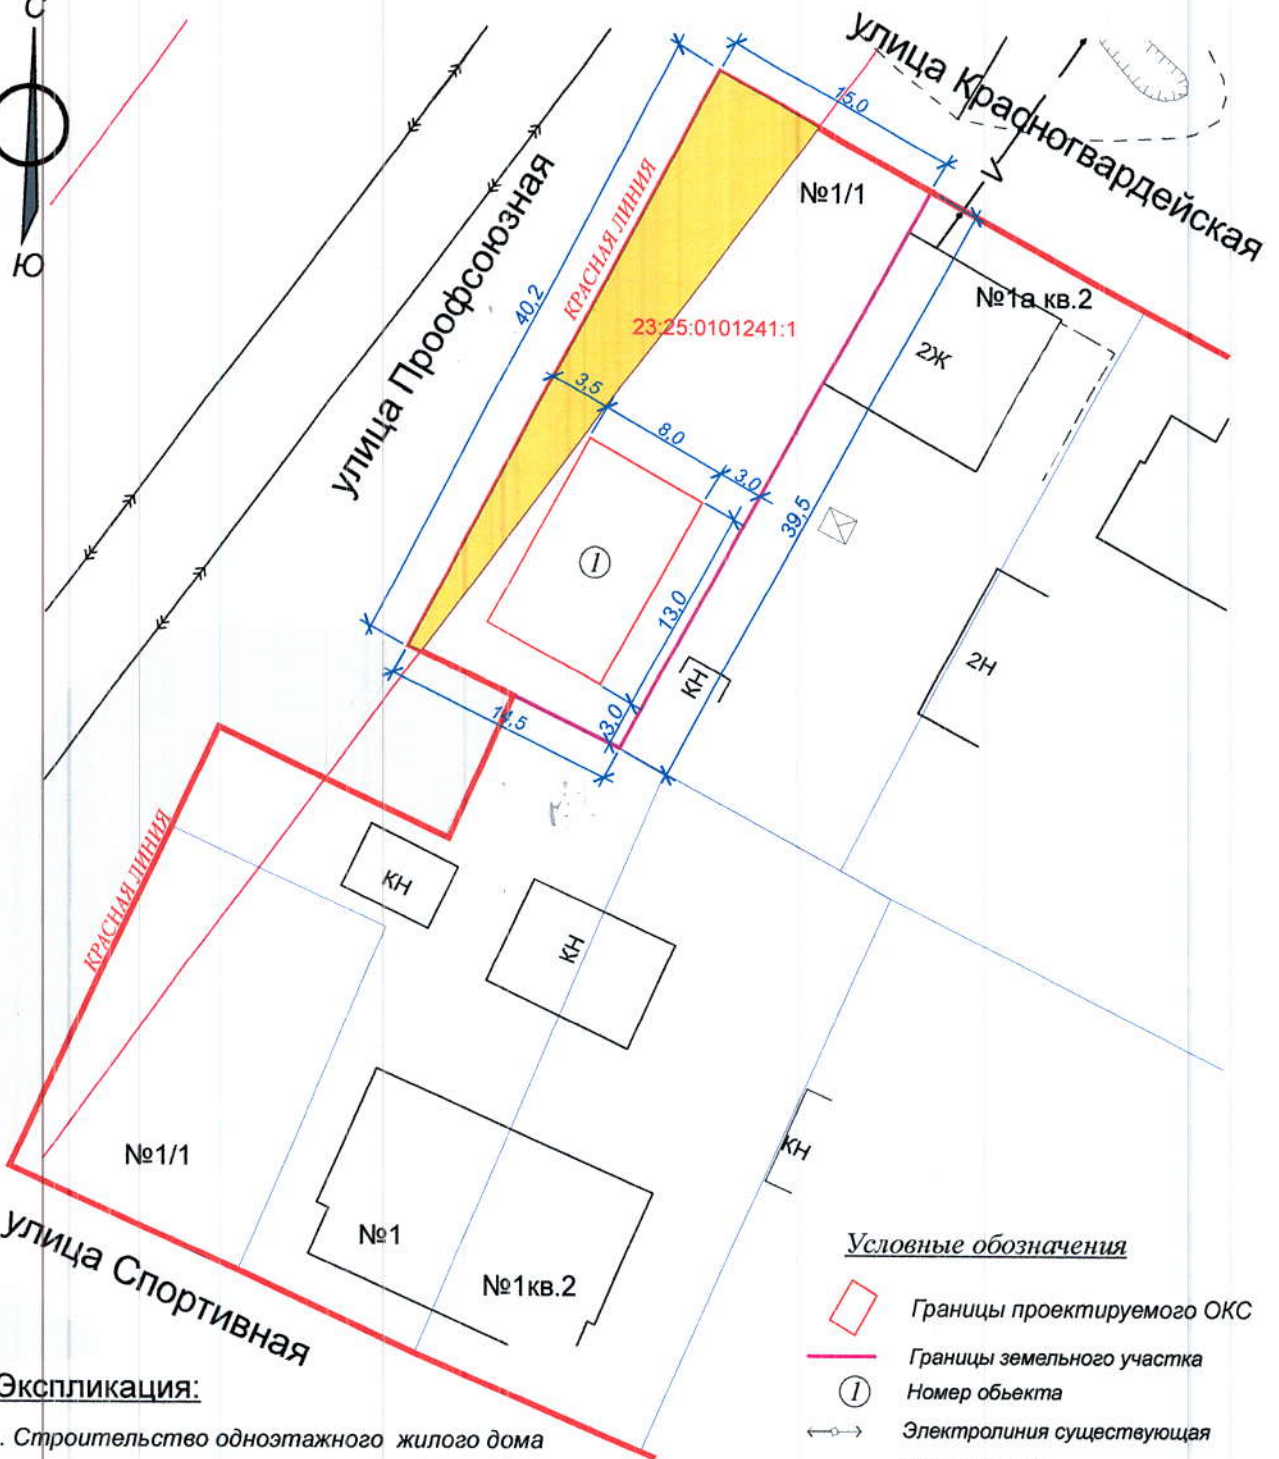 С
Ю
улица Красногвардейская
улица Проофсоюзная
КРАСНАЯ ЛИНИЯ
15,0
№1/1
40,2
23:25:0101241:1
№1а кв.2
2Ж
3,5
8,0
3,0
39,5
1
13,0
3,0
14,5
КН
2Н
КРАСНАЯ ЛИНИЯ
КН
КН
КН
№1/1
№1
№1кв.2
улица Спортивная
Экспликация:
. Строительство одноэтажного жилого дома
Условные обозначения
Границы проектируемого ОКС
Границы земельного участка
1 Номер обьекта
Электролиния существующая